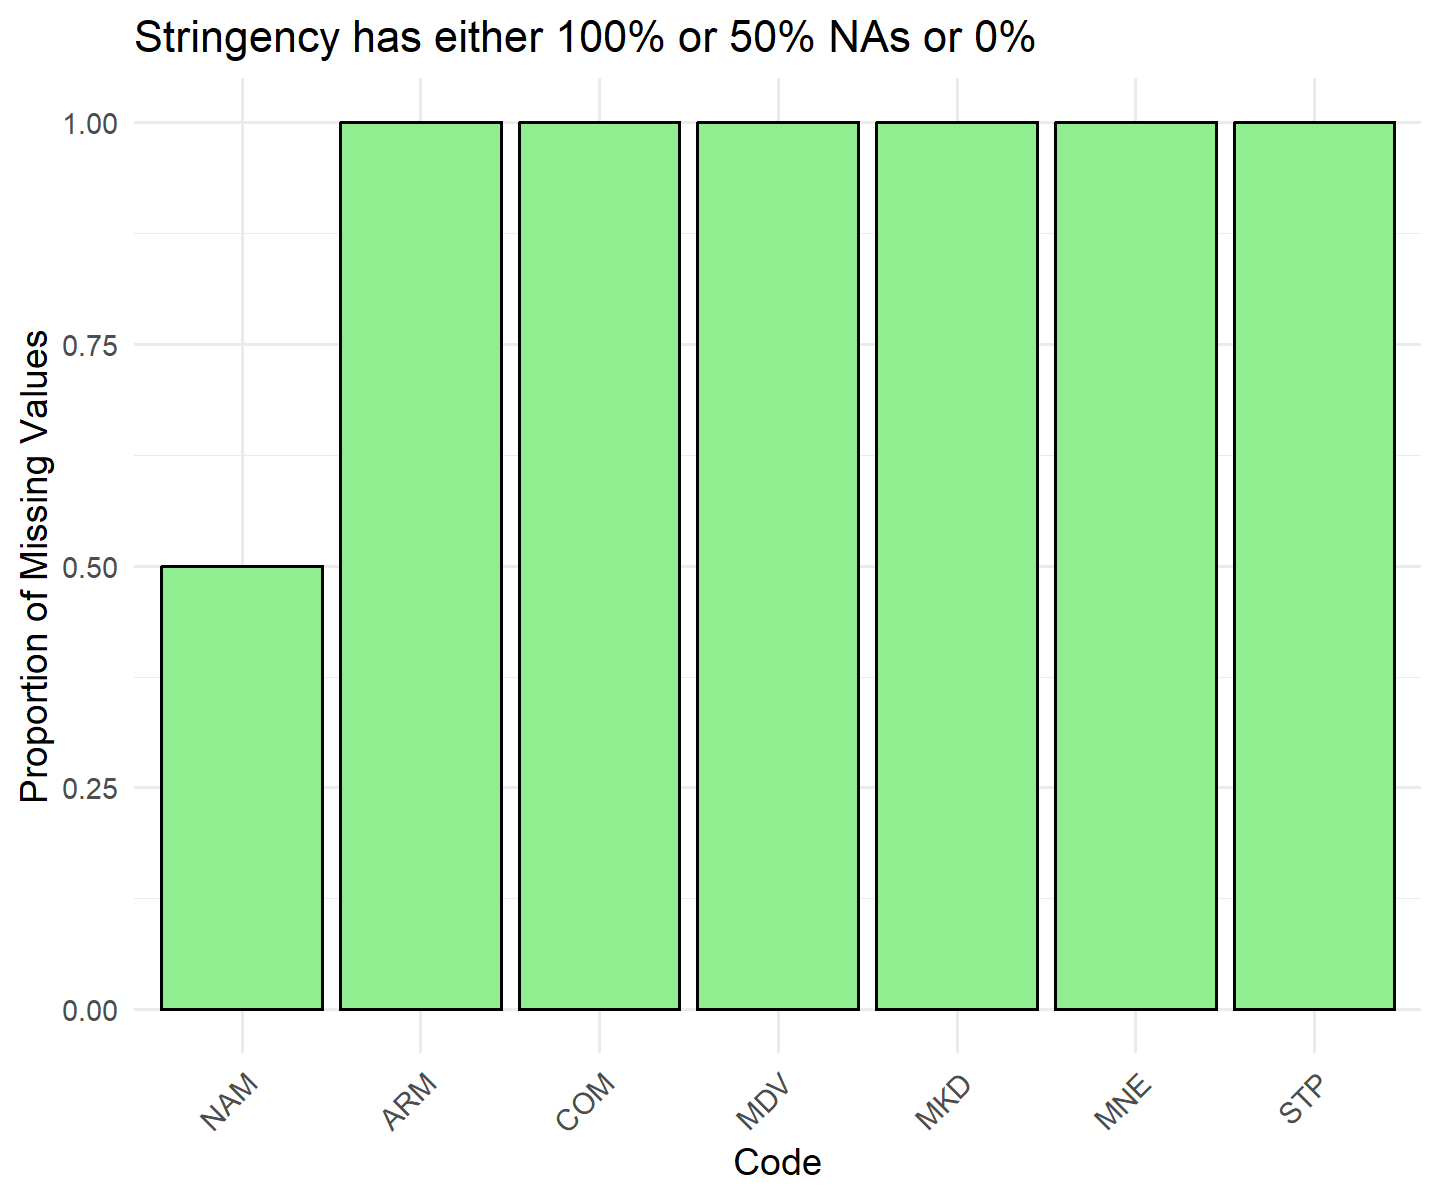 Stringency has either 100% or 50% NAs or 0%
Proportion of Missing Values
1.00
0.75
0.50
0.25
0.00
NAM
ARM
COM
MDV
MKD
MNE
STP
Code